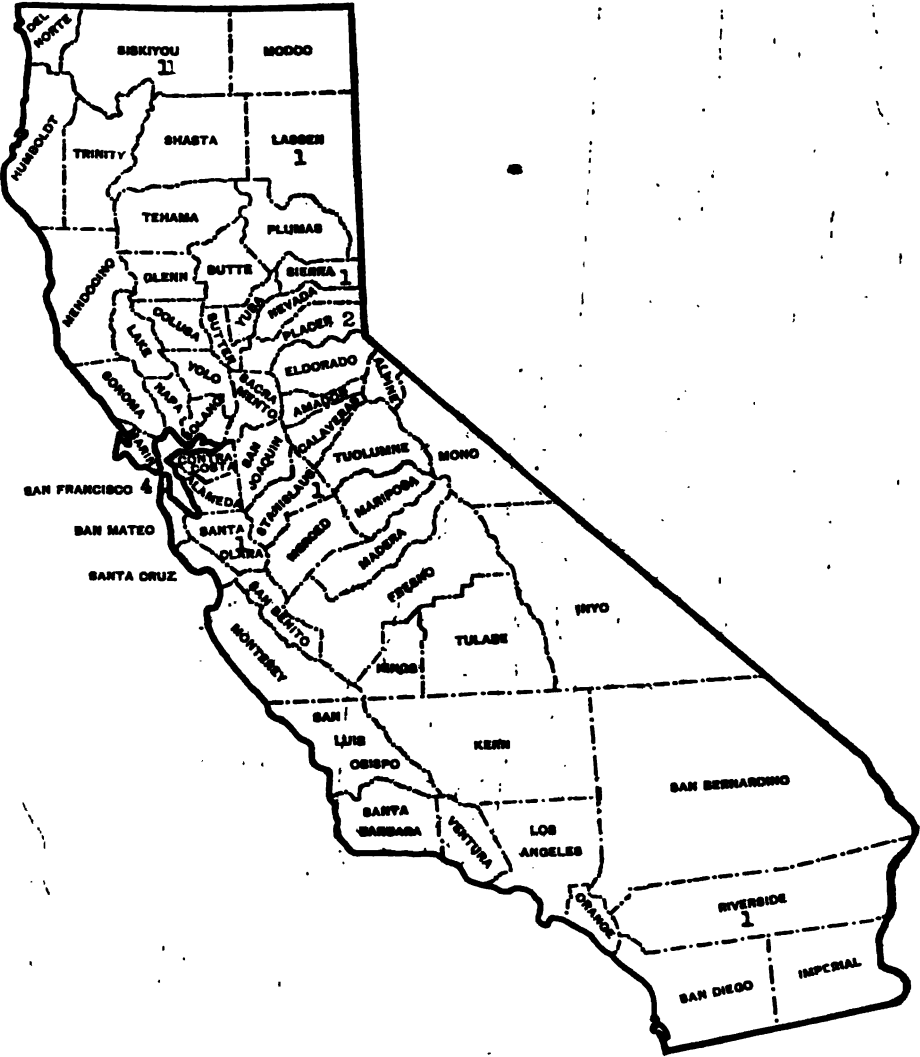 DEL
NORTE
SISKIYOU
11
MODOC
HUMBOLDT
TRINITY
SHASTA
LASSEN
1
TEHAMA
PLUMAS
MENDOCINO
GLENN
BUTTE
SIERRA 1
COLUSA
SUTTER
YUBA
NEVADA
PLACER 2
LAKE
ELDORADO
ALPINE
YOLO
SONOMA
NAPA
SOLANO
SACRA
MENTO
AMADOR
CALAVERAS
MARIN
CONTRA
COSTA
SAN
JOAQUIN
TUOLUMNE
MONO
SAN FRANCISCO 4
ALAMEDA
STANISLAUS
1
MARIPOSA
SAN MATEO
SANTA
1
CLARA
MERCED
MADERA
SANTA CRUZ
SAN BENITO
FRESNO
INYO
MONTEREY
KINGS
TULARE
SAN
LUIS
OBISPO
KERN
SAN BERNARDINO
SANTA
BARBARA
VENTURA
LOS
ANGELES
ORANGE
RIVERSIDE
1
SAN DIEGO
IMPERIAL